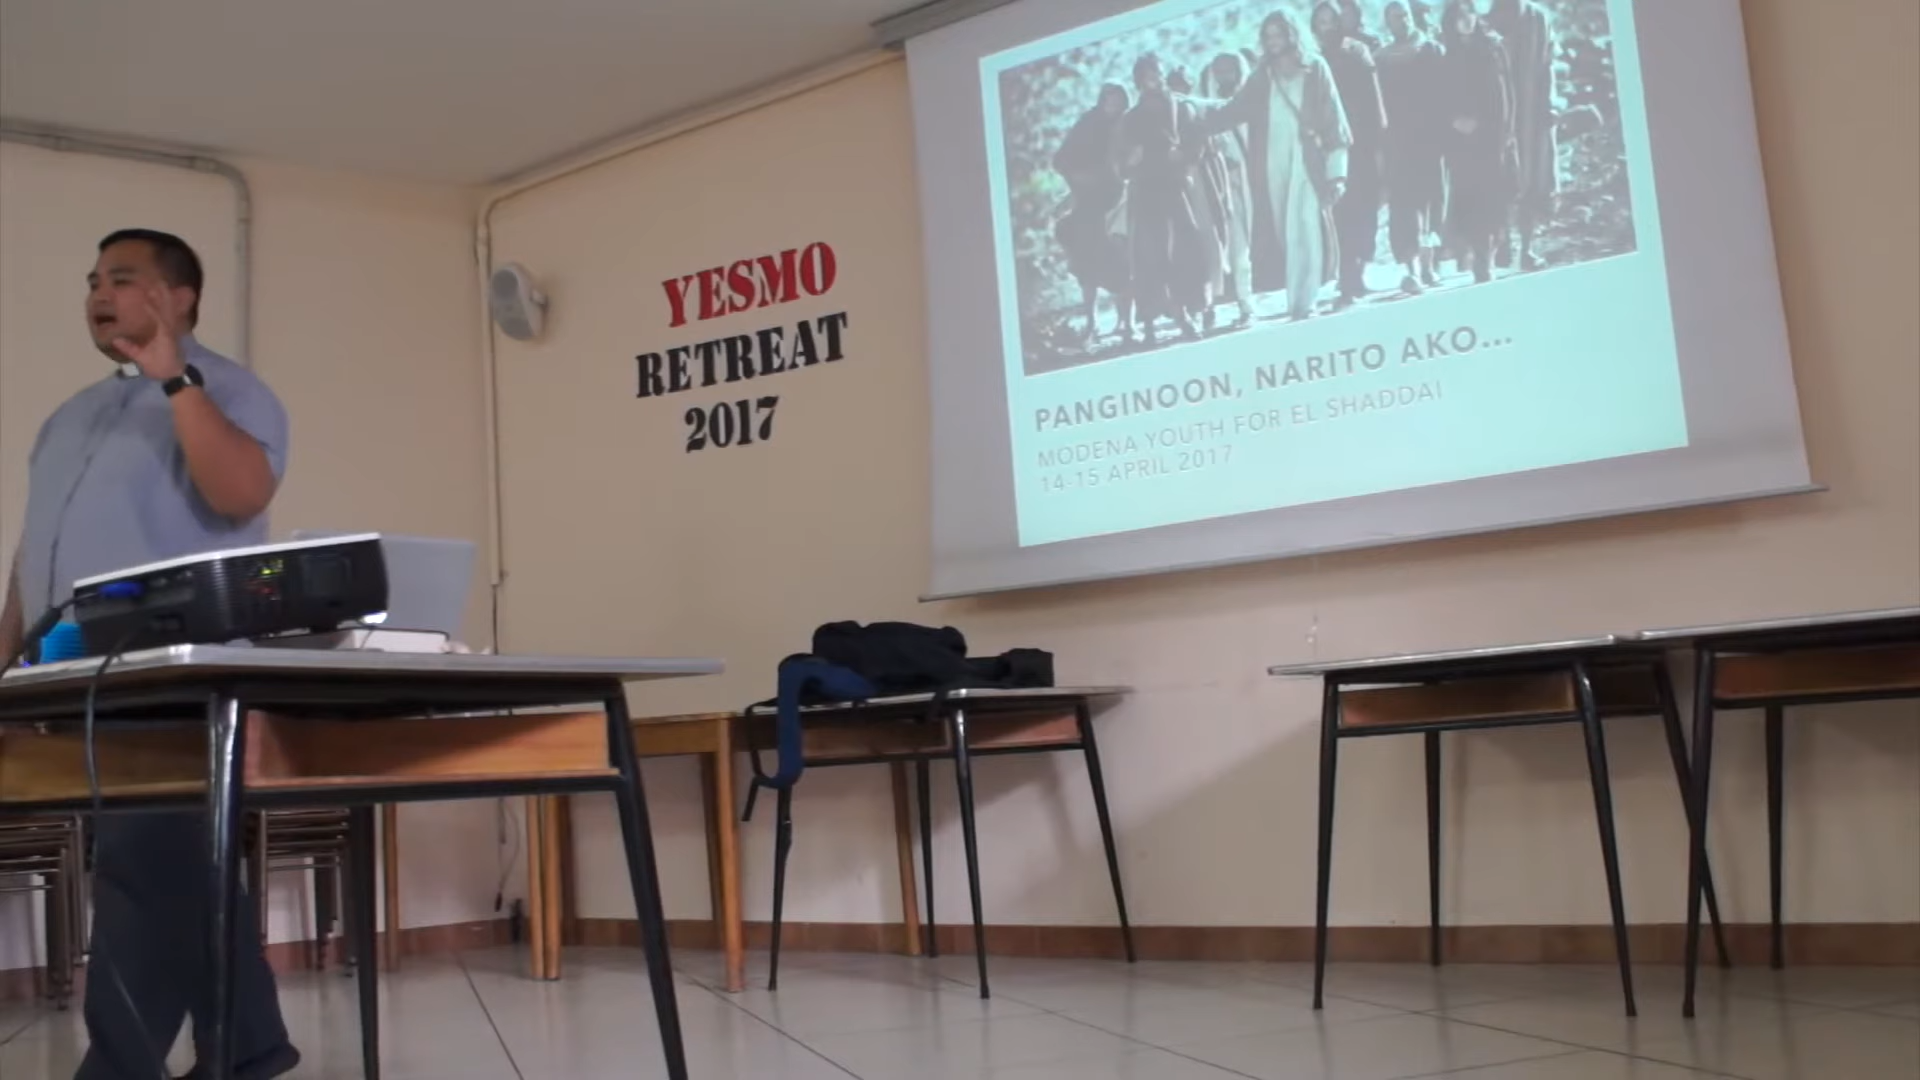 YESMO
RETREAT
2017
PANGINOON, NARITO AKO...
MODENA YOUTH FOR EL SHADDAI
14-15 APRIL 2017